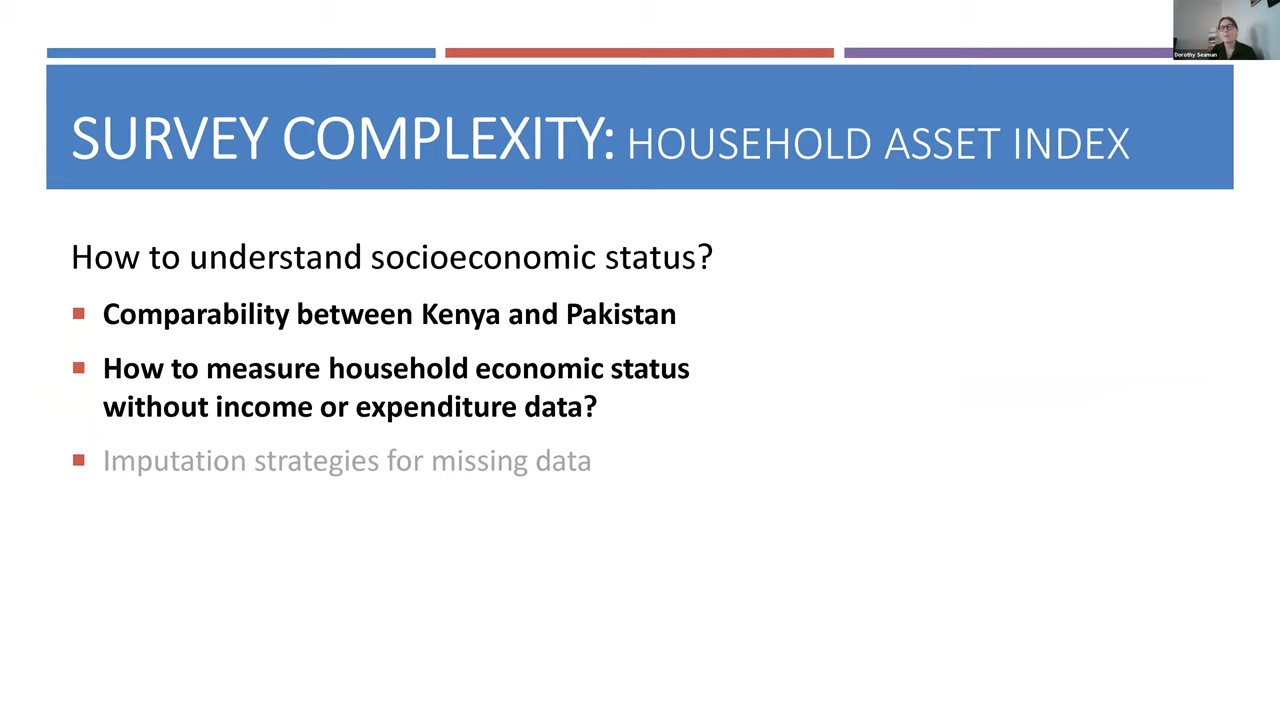 Dorothy Seaman
SURVEY COMPLEXITY: HOUSEHOLD ASSET INDEX
How to understand socioeconomic status?
Comparability between Kenya and Pakistan
How to measure household economic status
without income or expenditure data?
Imputation strategies for missing data